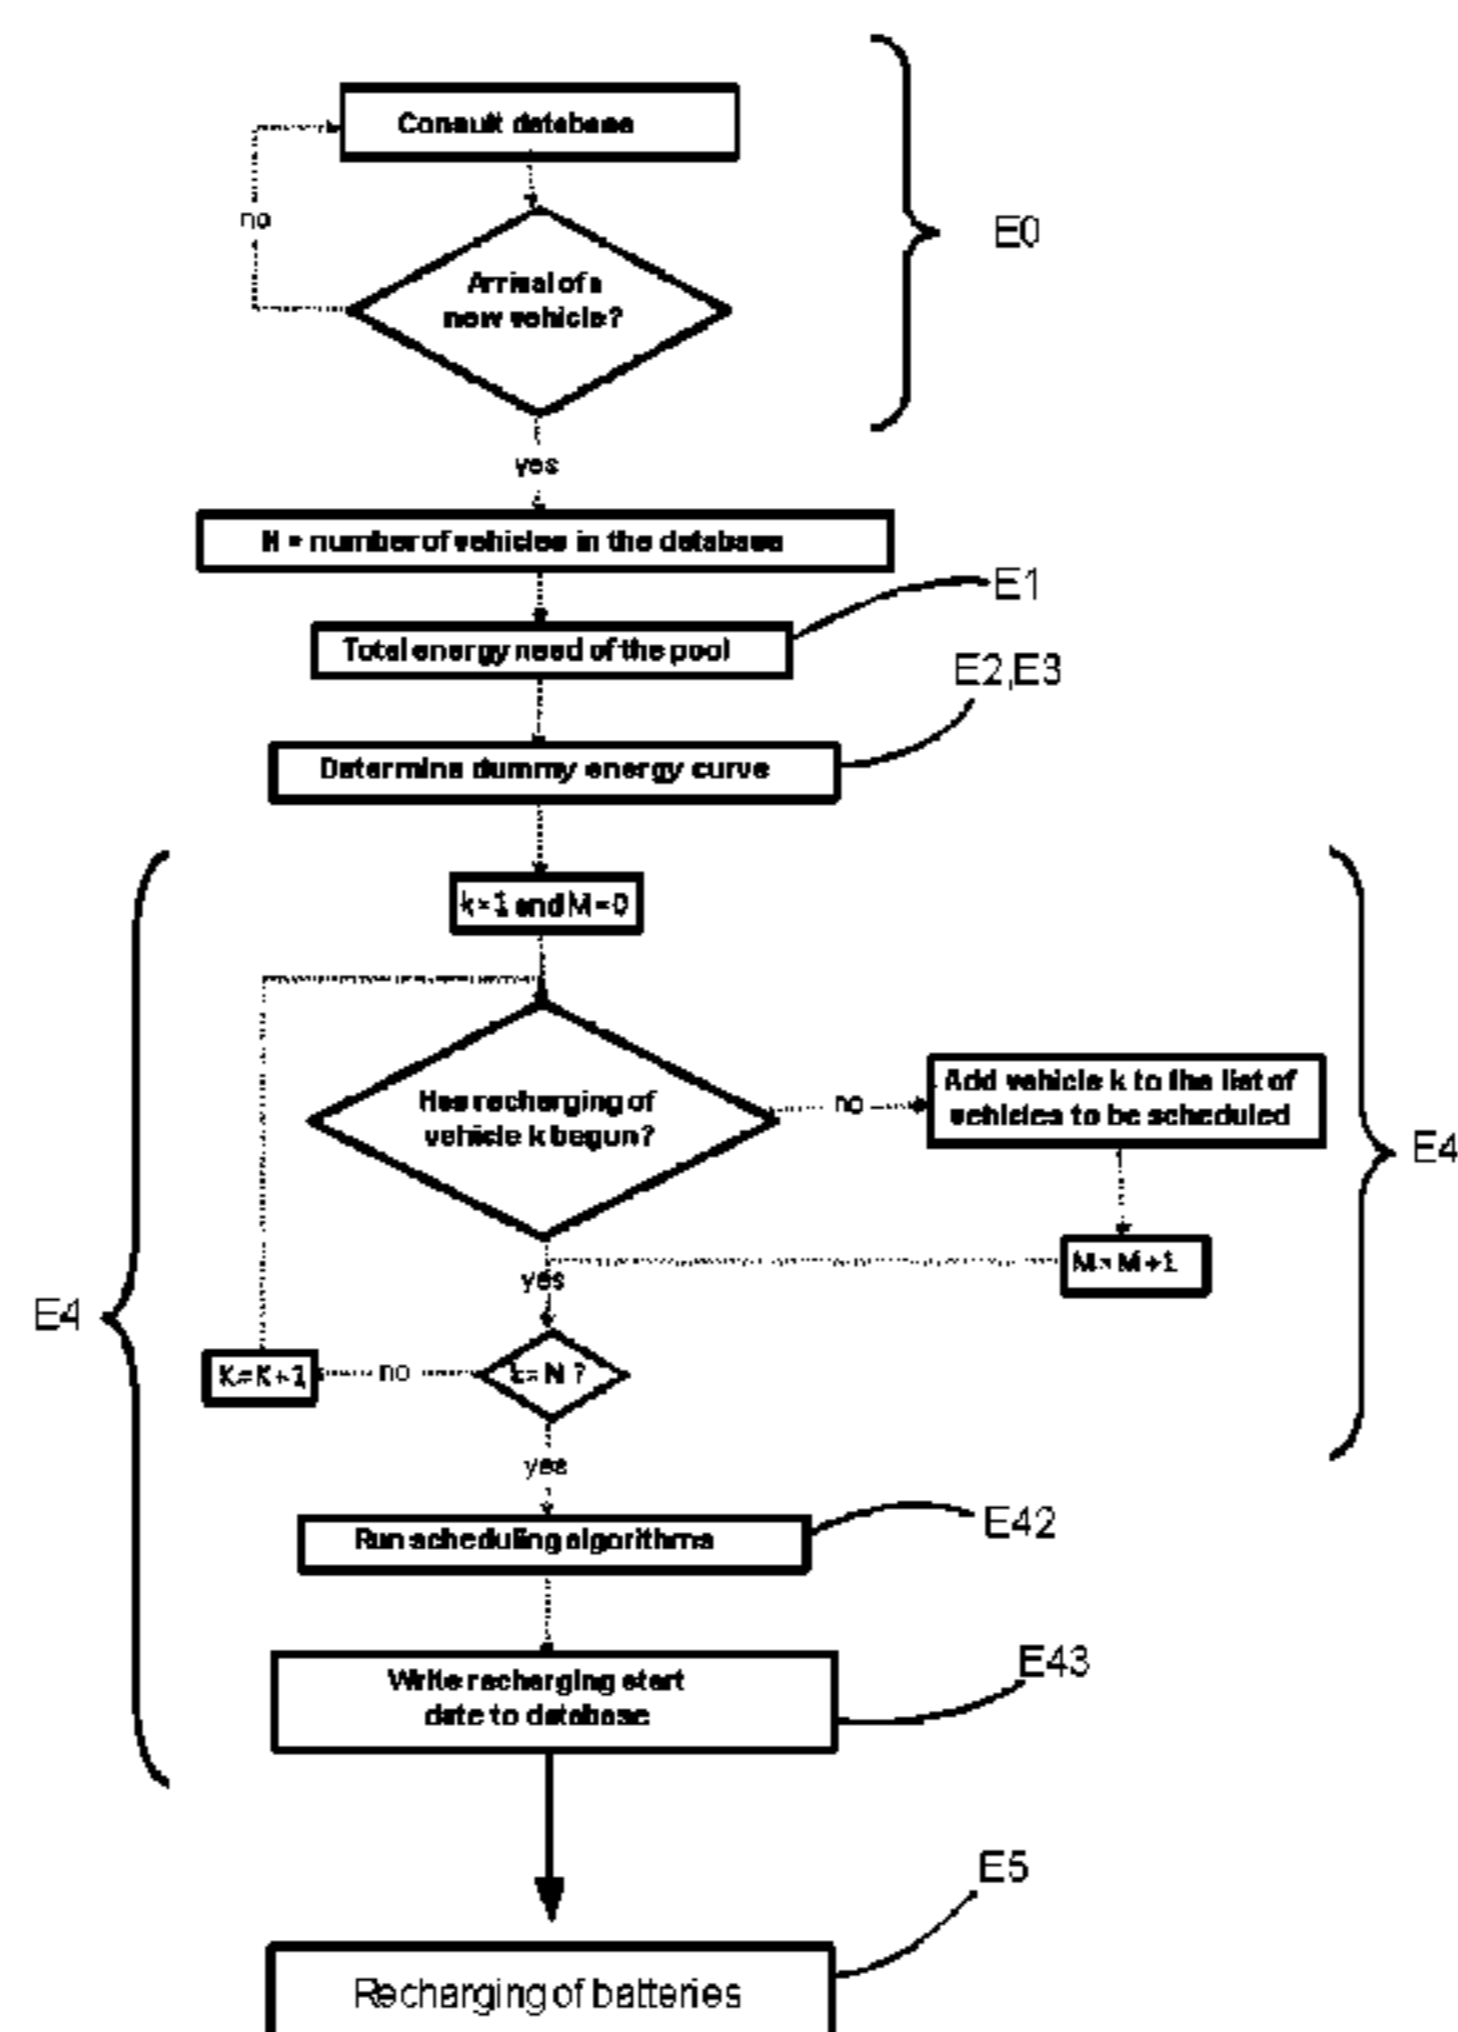 Consult database
E0
no
Arrival of a
new vehicle?
yes
N = number of vehicles in the database
E1
Total energy need of the pool
E2,E3
Determine dummy energy curve
k=1 and M=0
Has recharging of
vehicle k begun?
no
Add vehicle k to the list of
vehicles to be scheduled
E4
M=M+1
yes
E4
K=K+1
no
k=N ?
yes
Run scheduling algorithms
E42
Write recharging start
date to database
E43
E5
Recharging of batteries